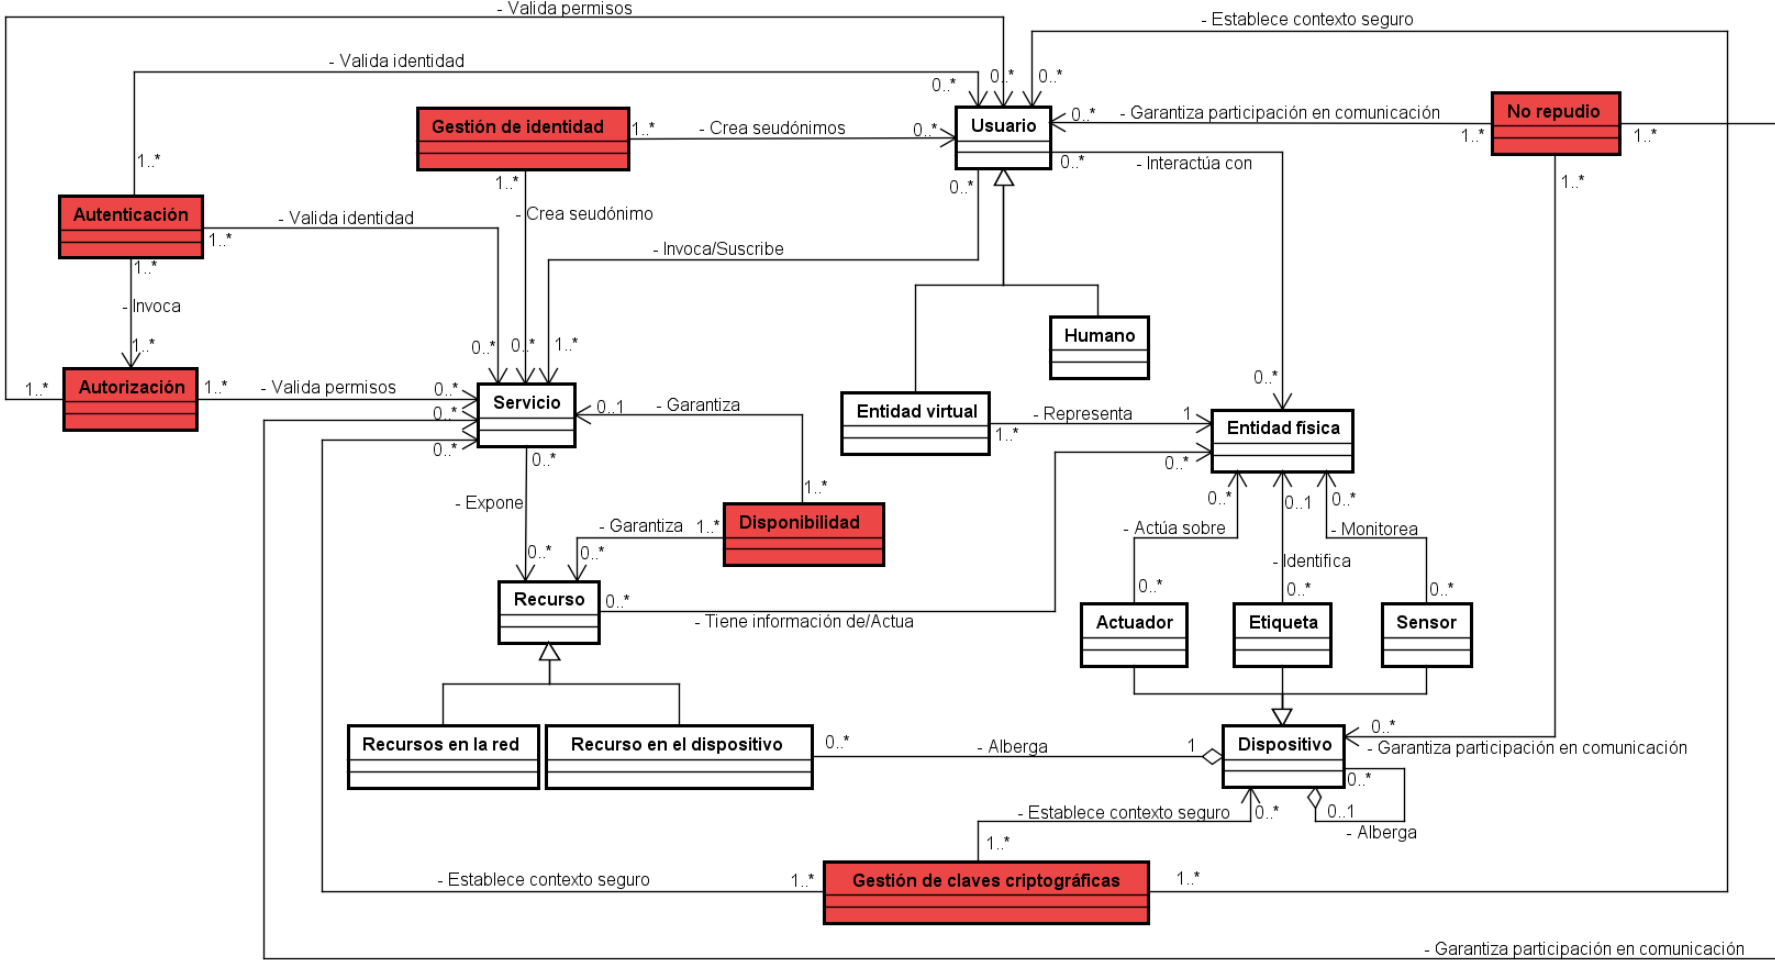 - Valida permisos
- Establece contexto seguro
- Valida identidad
0..*
0..*
0..*
Gestión de identidad
1..*
- Crea seudónimos
0..*
Usuario
0..*
- Garantiza participación en comunicación
1..*
No repudio
1..*
0..*
- Interactúa con
1..*
1..*
0..*
1..*
Autenticación
- Valida identidad
1..*
- Crea seudónimo
- Invoca/Suscribe
1..*
- Invoca
1..*
0..*
0..*
1..*
Humano
0..*
1..*
Autorización
1..*
- Valida permisos
0..*
Servicio
0..*
0..*
0..1
- Garantiza
0..*
Entidad virtual
1..*
- Representa
1
Entidad física
0..*
- Expone
1..*
Disponibilidad
- Garantiza
1..*
0..*
0..1
0..*
- Actúa sobre
- Monitorea
- Identifica
0..*
0..*
Recurso
0..*
- Tiene información de/Actua
0..*
0..*
0..*
Actuador
Etiqueta
Sensor
Recursos en la red
Recurso en el dispositivo
0..*
- Alberga
1
Dispositivo
0..*
- Garantiza participación en comunicación
0..*
0..1
- Alberga
- Establece contexto seguro
0..*
1..*
- Establece contexto seguro
1..*
Gestión de claves criptográficas
1..*
- Garantiza participación en comunicación